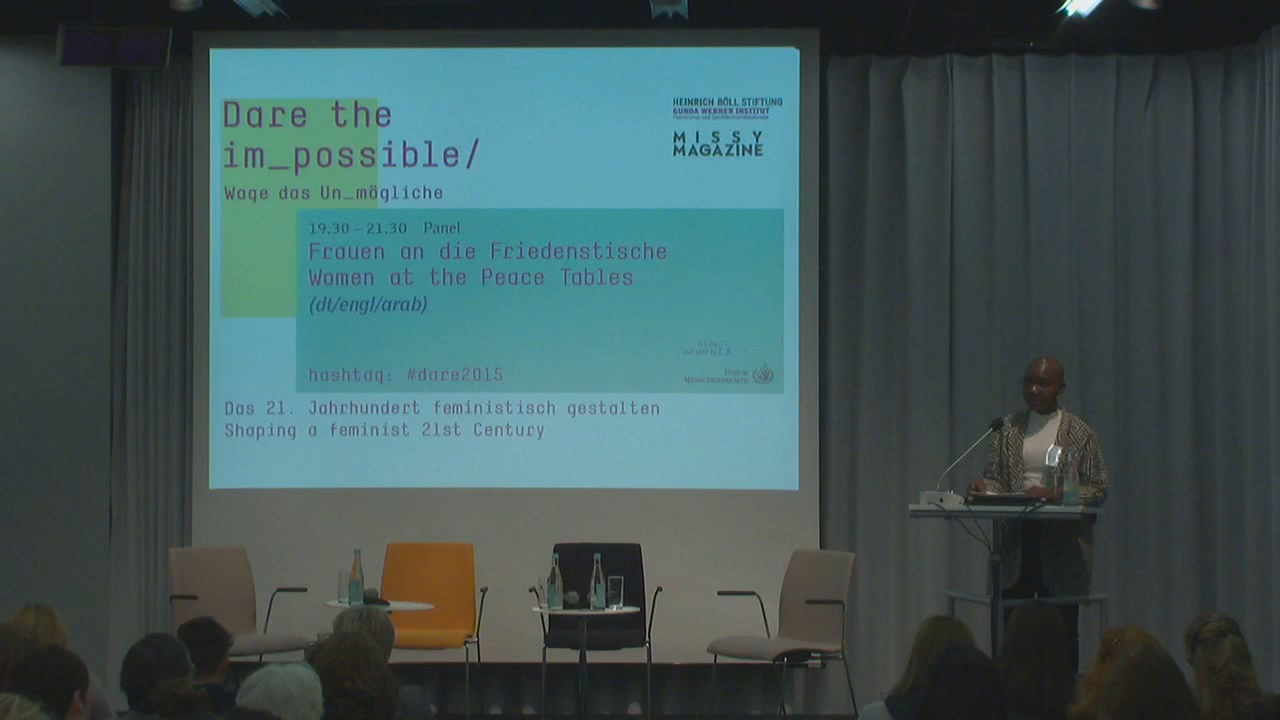 Dare the
im_possible/
Wage das Un_mögliche
HEINRICH BÖLL STIFTUNG
GUNDA WERNER INSTITUT
MISSY
MAGAZINE
19.30 – 21.30 Panel
Frauen an die Friedenstische
Women at the Peace Tables
(dt/engl/arab)
hashtag: #dare2015
FORUM
MENSCHENRECHTE
Das 21. Jahrhundert feministisch gestalten
Shaping a feminist 21st Century